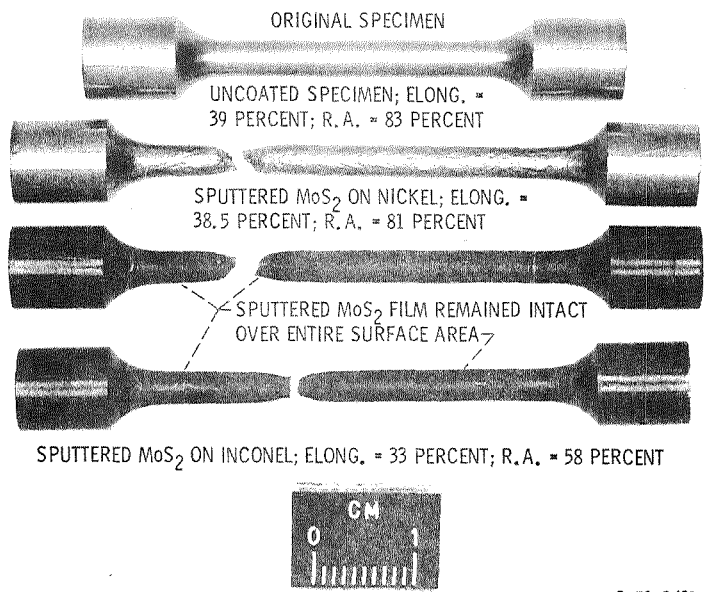 ORIGINAL SPECIMEN
UNCOATED SPECIMEN; ELONG. =
39 PERCENT; R.A. = 83 PERCENT
SPUTTERED MoS2 ON NICKEL; ELONG. =
38.5 PERCENT; R.A. = 81 PERCENT
SPUTTERED MoS2 FILM REMAINED INTACT
OVER ENTIRE SURFACE AREA
SPUTTERED MoS2 ON INCONEL; ELONG. = 33 PERCENT; R.A. = 58 PERCENT
CM
0 1